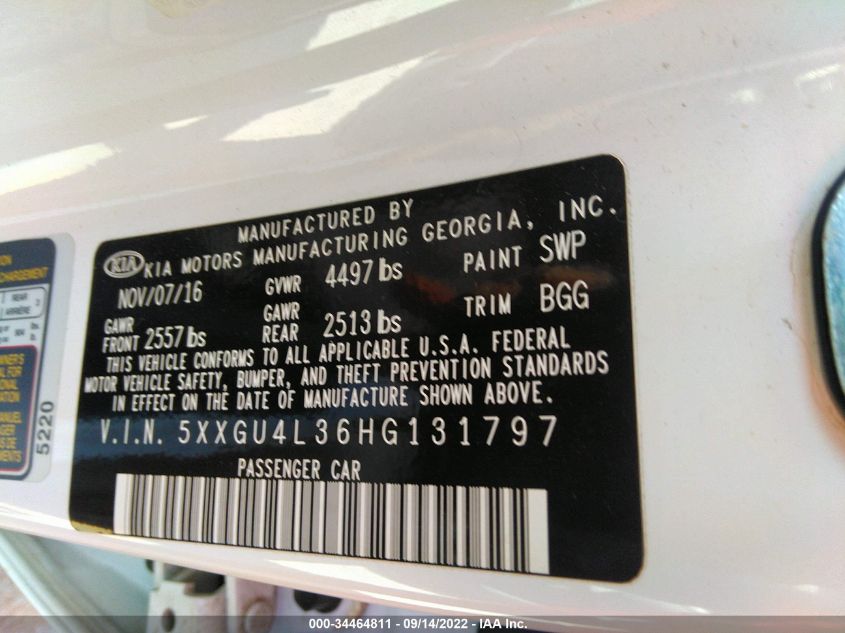 MANUFACTURED BY
KIA KIA MOTORS MANUFACTURING GEORGIA, INC.
NOV/07/16 GVWR 4497 lbs PAINT SWP
GAWR FRONT 2557 lbs GAWR REAR 2513 lbs TRIM BGG
THIS VEHICLE CONFORMS TO ALL APPLICABLE U.S.A. FEDERAL
MOTOR VEHICLE SAFETY, BUMPER, AND THEFT PREVENTION STANDARDS
IN EFFECT ON THE DATE OF MANUFACTURE SHOWN ABOVE.
V.I.N. 5XXGU4L36HG131797
PASSENGER CAR
REAR
ARRIÈRE
5220
000-34464811 - 09/14/2022 - IAA Inc.